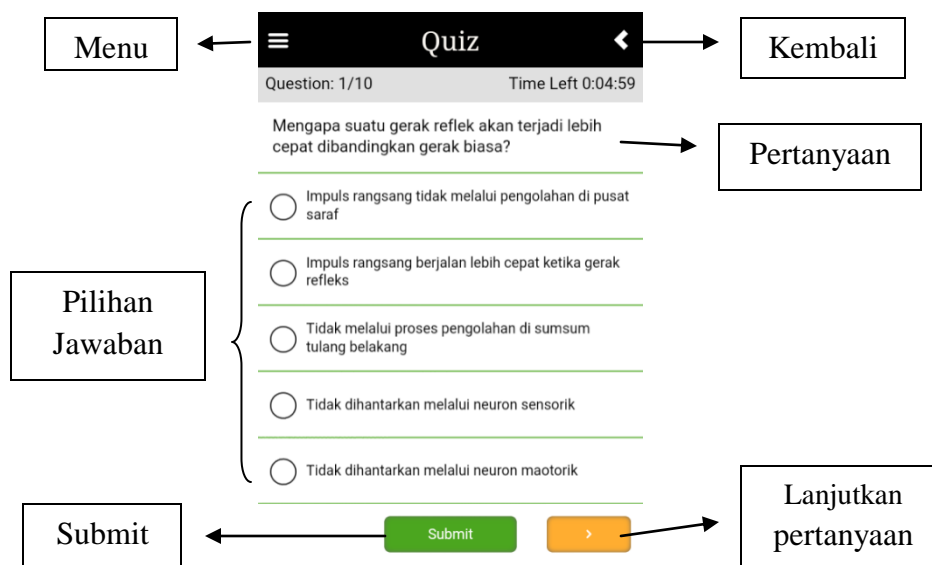 Menu
Quiz
Kembali
Question: 1/10
Time Left 0:04:59
Mengapa suatu gerak reflek akan terjadi lebih
cepat dibandingkan gerak biasa?
Pertanyaan
Impuls rangsang tidak melalui pengolahan di pusat
saraf
Impuls rangsang berjalan lebih cepat ketika gerak
refleks
Pilihan
Jawaban
Tidak melalui proses pengolahan di sumsum
tulang belakang
Tidak dihantarkan melalui neuron sensorik
Tidak dihantarkan melalui neuron maotorik
Submit
Submit
Lanjutkan
pertanyaan